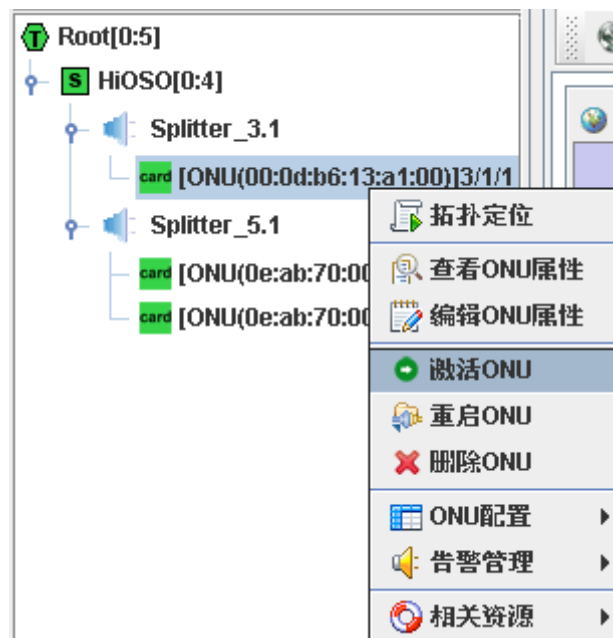 Root[0:5]
S HiOSO[0:4]
Splitter_3.1
card [ONU(00:0d:b6:13:a1:00)]3/1/1
Splitter_5.1
card [ONU(0e:ab:70:00
card [ONU(0e:ab:70:00
拓扑定位
查看ONU属性
编辑ONU属性
激活ONU
重启ONU
删除ONU
ONU配置
告警管理
相关资源